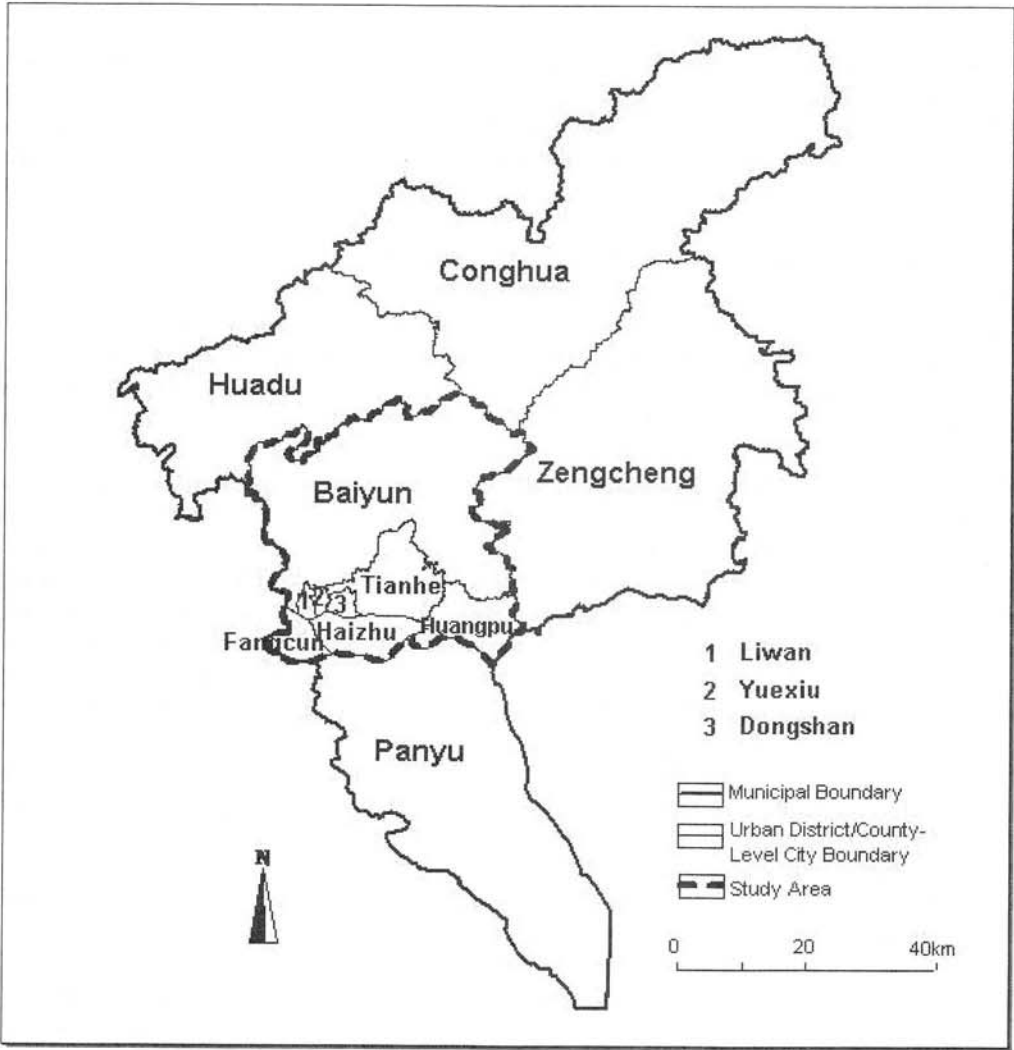 Conghua
Huadu
Zengcheng
Baiyun
Tianhe
1 2 3
Haizhu
Huangpu
Fangcun
1 Liwan
2 Yuexiu
3 Dongshan
Panyu
Municipal Boundary
Urban District/County-
Level City Boundary
Study Area
N
0 20 40km